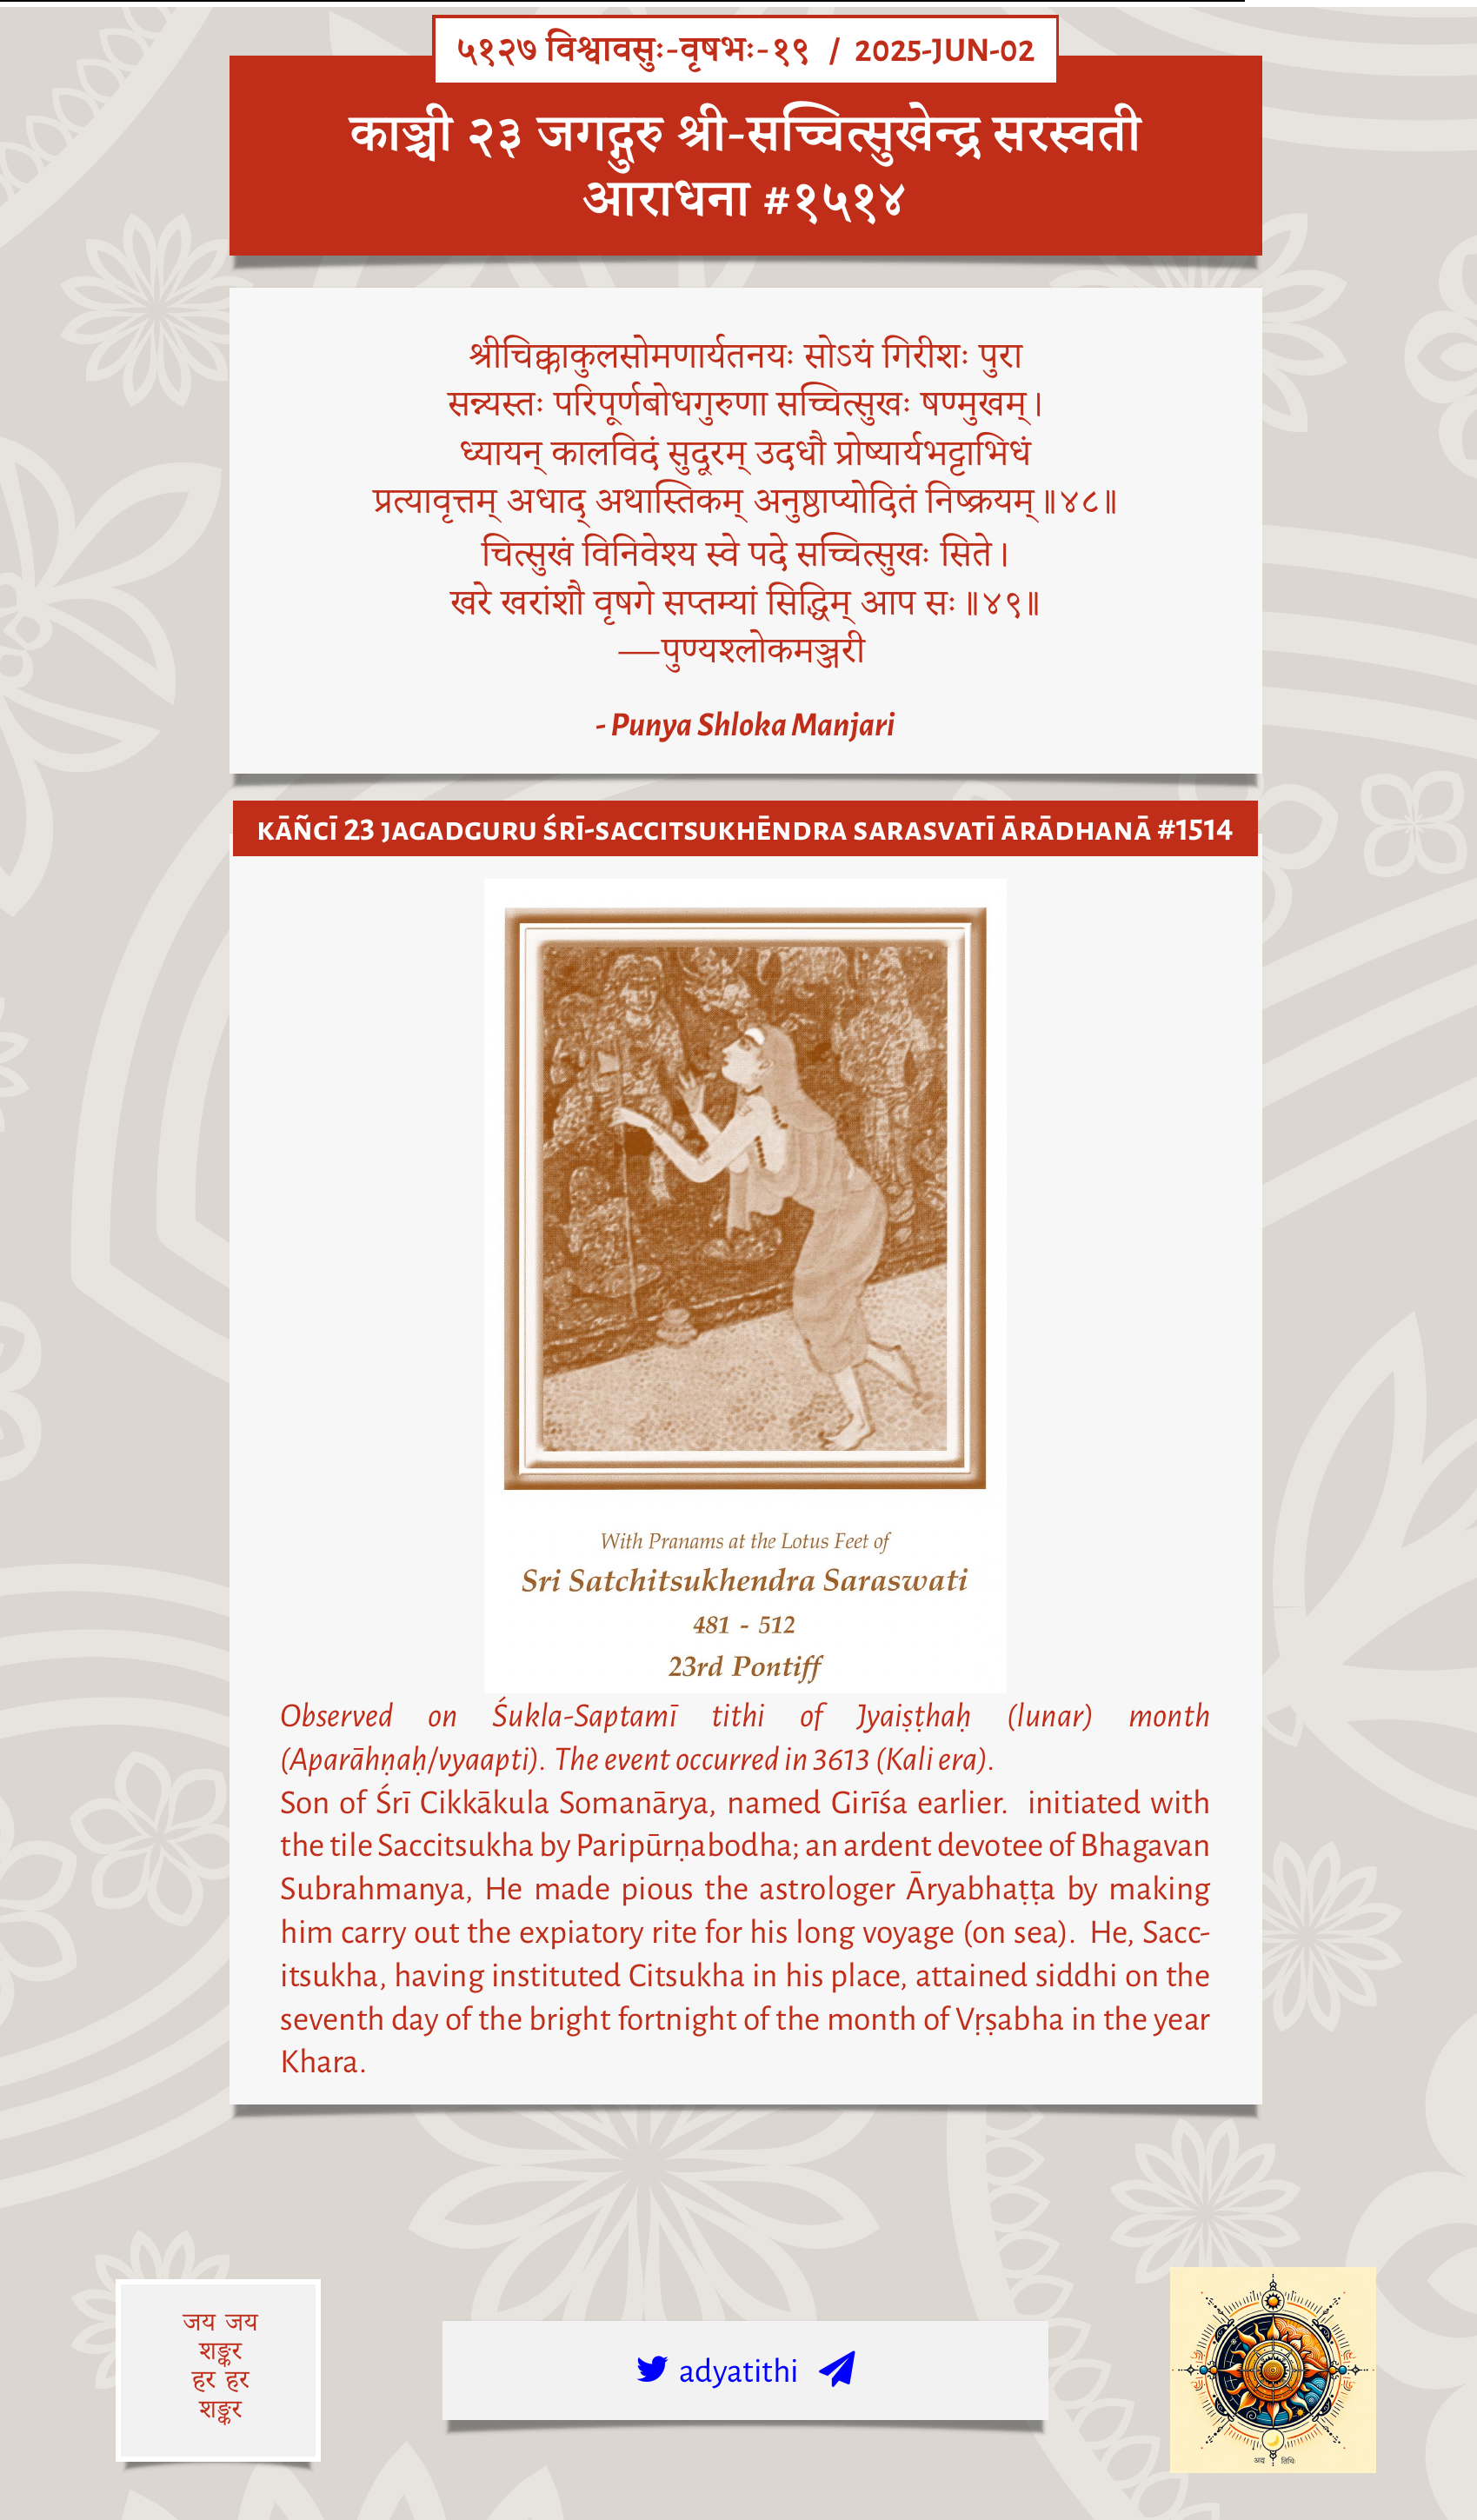 ५१२७ विश्वावसुः-वृषभः-१९ / 2025-JUN-02
काञ्ची २३ जगद्गुरु श्री-सच्चित्सुखेन्द्र सरस्वती
आराधना #१५१४
श्रीचिक्काकुलसोमणार्यतनयः सोऽयं गिरीशः पुरा
सन्न्यस्तः परिपूर्णबोधगुरुणा सच्चित्सुखः षण्मुखम्।
ध्यायन् कालविदं सुदूरम् उदधौ प्रोष्यार्यभट्टाभिधं
प्रत्यावृत्तम् अधाद् अथास्तिकम् अनुष्ठाप्योदितं निष्क्रयम्॥४८॥
चित्सुखं विनिवेश्य स्वे पदे सच्चित्सुखः सिते।
खरे खरांशौ वृषगे सप्तम्यां सिद्धिम् आप सः॥४९॥
—पुण्यश्लोकमञ्जरी
- Punya Shloka Manjari
KĀÑCĪ 23 JAGADGURU ŚRĪ-SACCITSUKHĒNDRA SARASVATĪ ĀRĀDHANĀ #1514
With Pranams at the Lotus Feet of
Sri Satchitsukhendra Saraswati
481 - 512
23rd Pontiff
Observed on Śukla-Saptamī tithi of Jyaiṣṭhaḥ (lunar) month
(Aparāhṇaḥ/vyaapti). The event occurred in 3613 (Kali era).
Son of Śrī Cikkākula Somanārya, named Girīśa earlier. initiated with
the tile Saccitsukha by Paripūrṇabodha; an ardent devotee of Bhagavan
Subrahmanya, He made pious the astrologer Āryabhaṭṭa by making
him carry out the expiatory rite for his long voyage (on sea). He, Sacc-
itsukha, having instituted Citsukha in his place, attained siddhi on the
seventh day of the bright fortnight of the month of Vṛṣabha in the year
Khara.
जय जय
शङ्कर
हर हर
शङ्कर
adyatithi
अद्य तिथिः